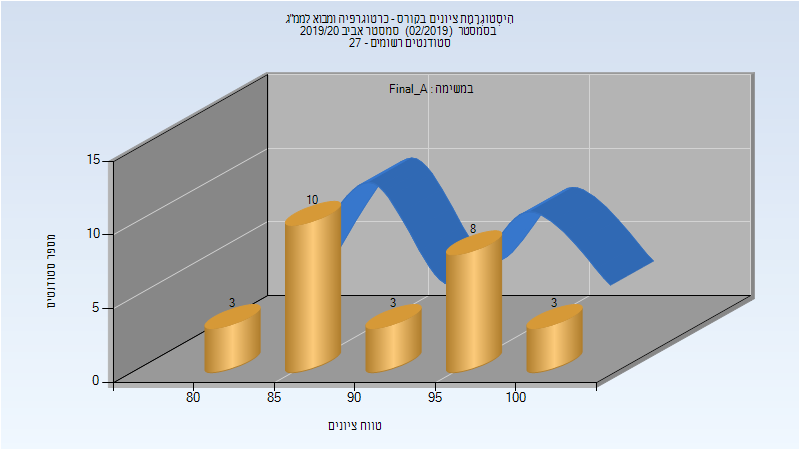 היסטוגרמת ציונים בקורס - כרטוגרפיה ומבוא לממ"ג
בסמסטר (02/2019) סמסטר אביב 2019/20
סטודנטים רשומים - 27
במשימה : Final_A
מספר סטודנטים
15
10
5
0
3
10
3
8
3
80
85
90
95
100
טווח ציונים